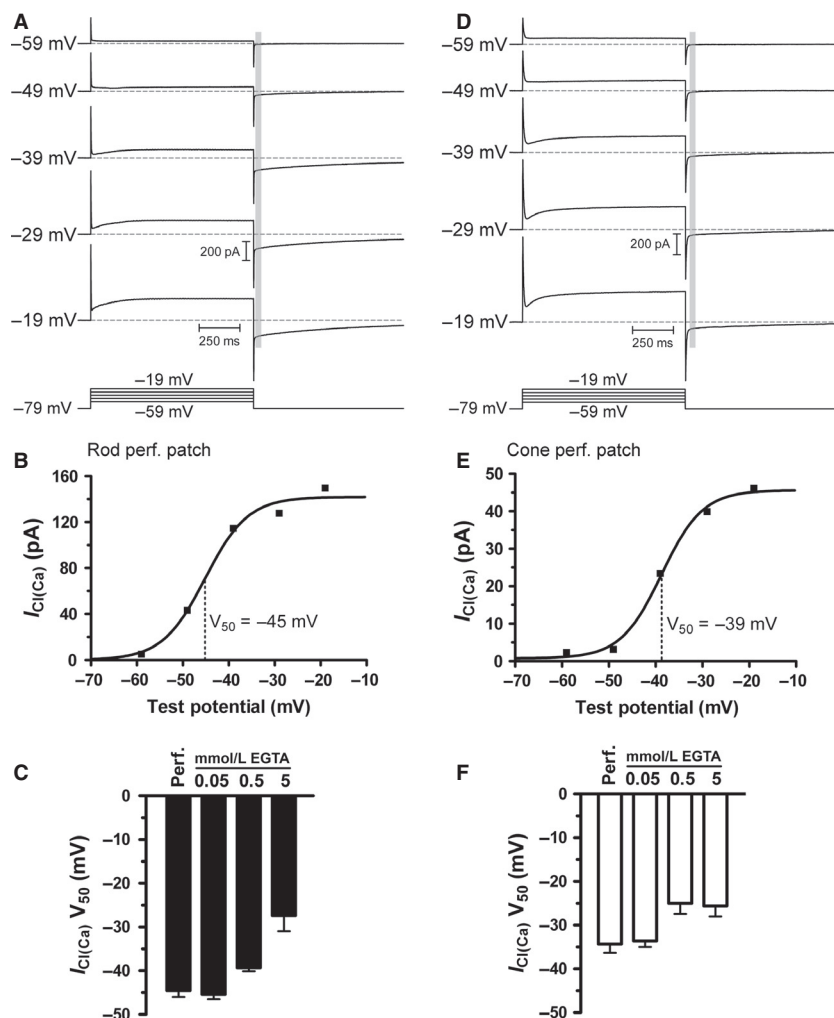 A
−59 mV
−49 mV
−39 mV
−29 mV
200 pA
−19 mV
250 ms
−19 mV
−79 mV
−59 mV
B
Rod perf. patch
160
120
80
40
0
I_Cl(Ca) (pA)
V50 = −45 mV
−70 −60 −50 −40 −30 −20 −10
Test potential (mV)
C
Perf.
mmol/L EGTA
0.05 0.5 5
0
−10
−20
−30
−40
−50
I_Cl(Ca) V50 (mV)
D
−59 mV
−49 mV
−39 mV
−29 mV
200 pA
−19 mV
250 ms
−19 mV
−79 mV
−59 mV
E
Cone perf. patch
50
40
30
20
10
0
I_Cl(Ca) (pA)
V50 = −39 mV
−70 −60 −50 −40 −30 −20 −10
Test potential (mV)
F
Perf.
mmol/L EGTA
0.05 0.5 5
0
−10
−20
−30
−40
−50
I_Cl(Ca) V50 (mV)